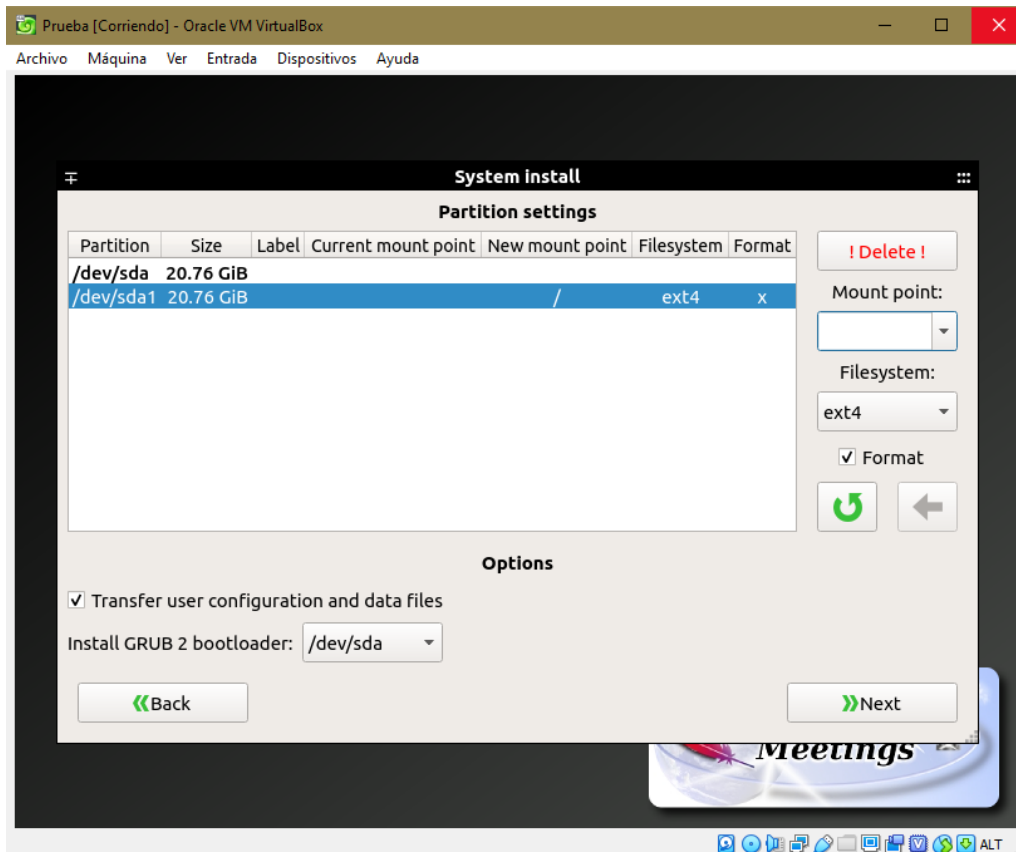 Prueba [Corriendo] - Oracle VM VirtualBox
Archivo Máquina Ver Entrada Dispositivos Ayuda
System install
Partition settings
Partition Size Label Current mount point New mount point Filesystem Format
/dev/sda 20.76 GiB
/dev/sda1 20.76 GiB / ext4 x
! Delete !
Mount point:
Filesystem:
ext4
Format
Options
Transfer user configuration and data files
Install GRUB 2 bootloader: /dev/sda
Back
Next
Meetings
ALT